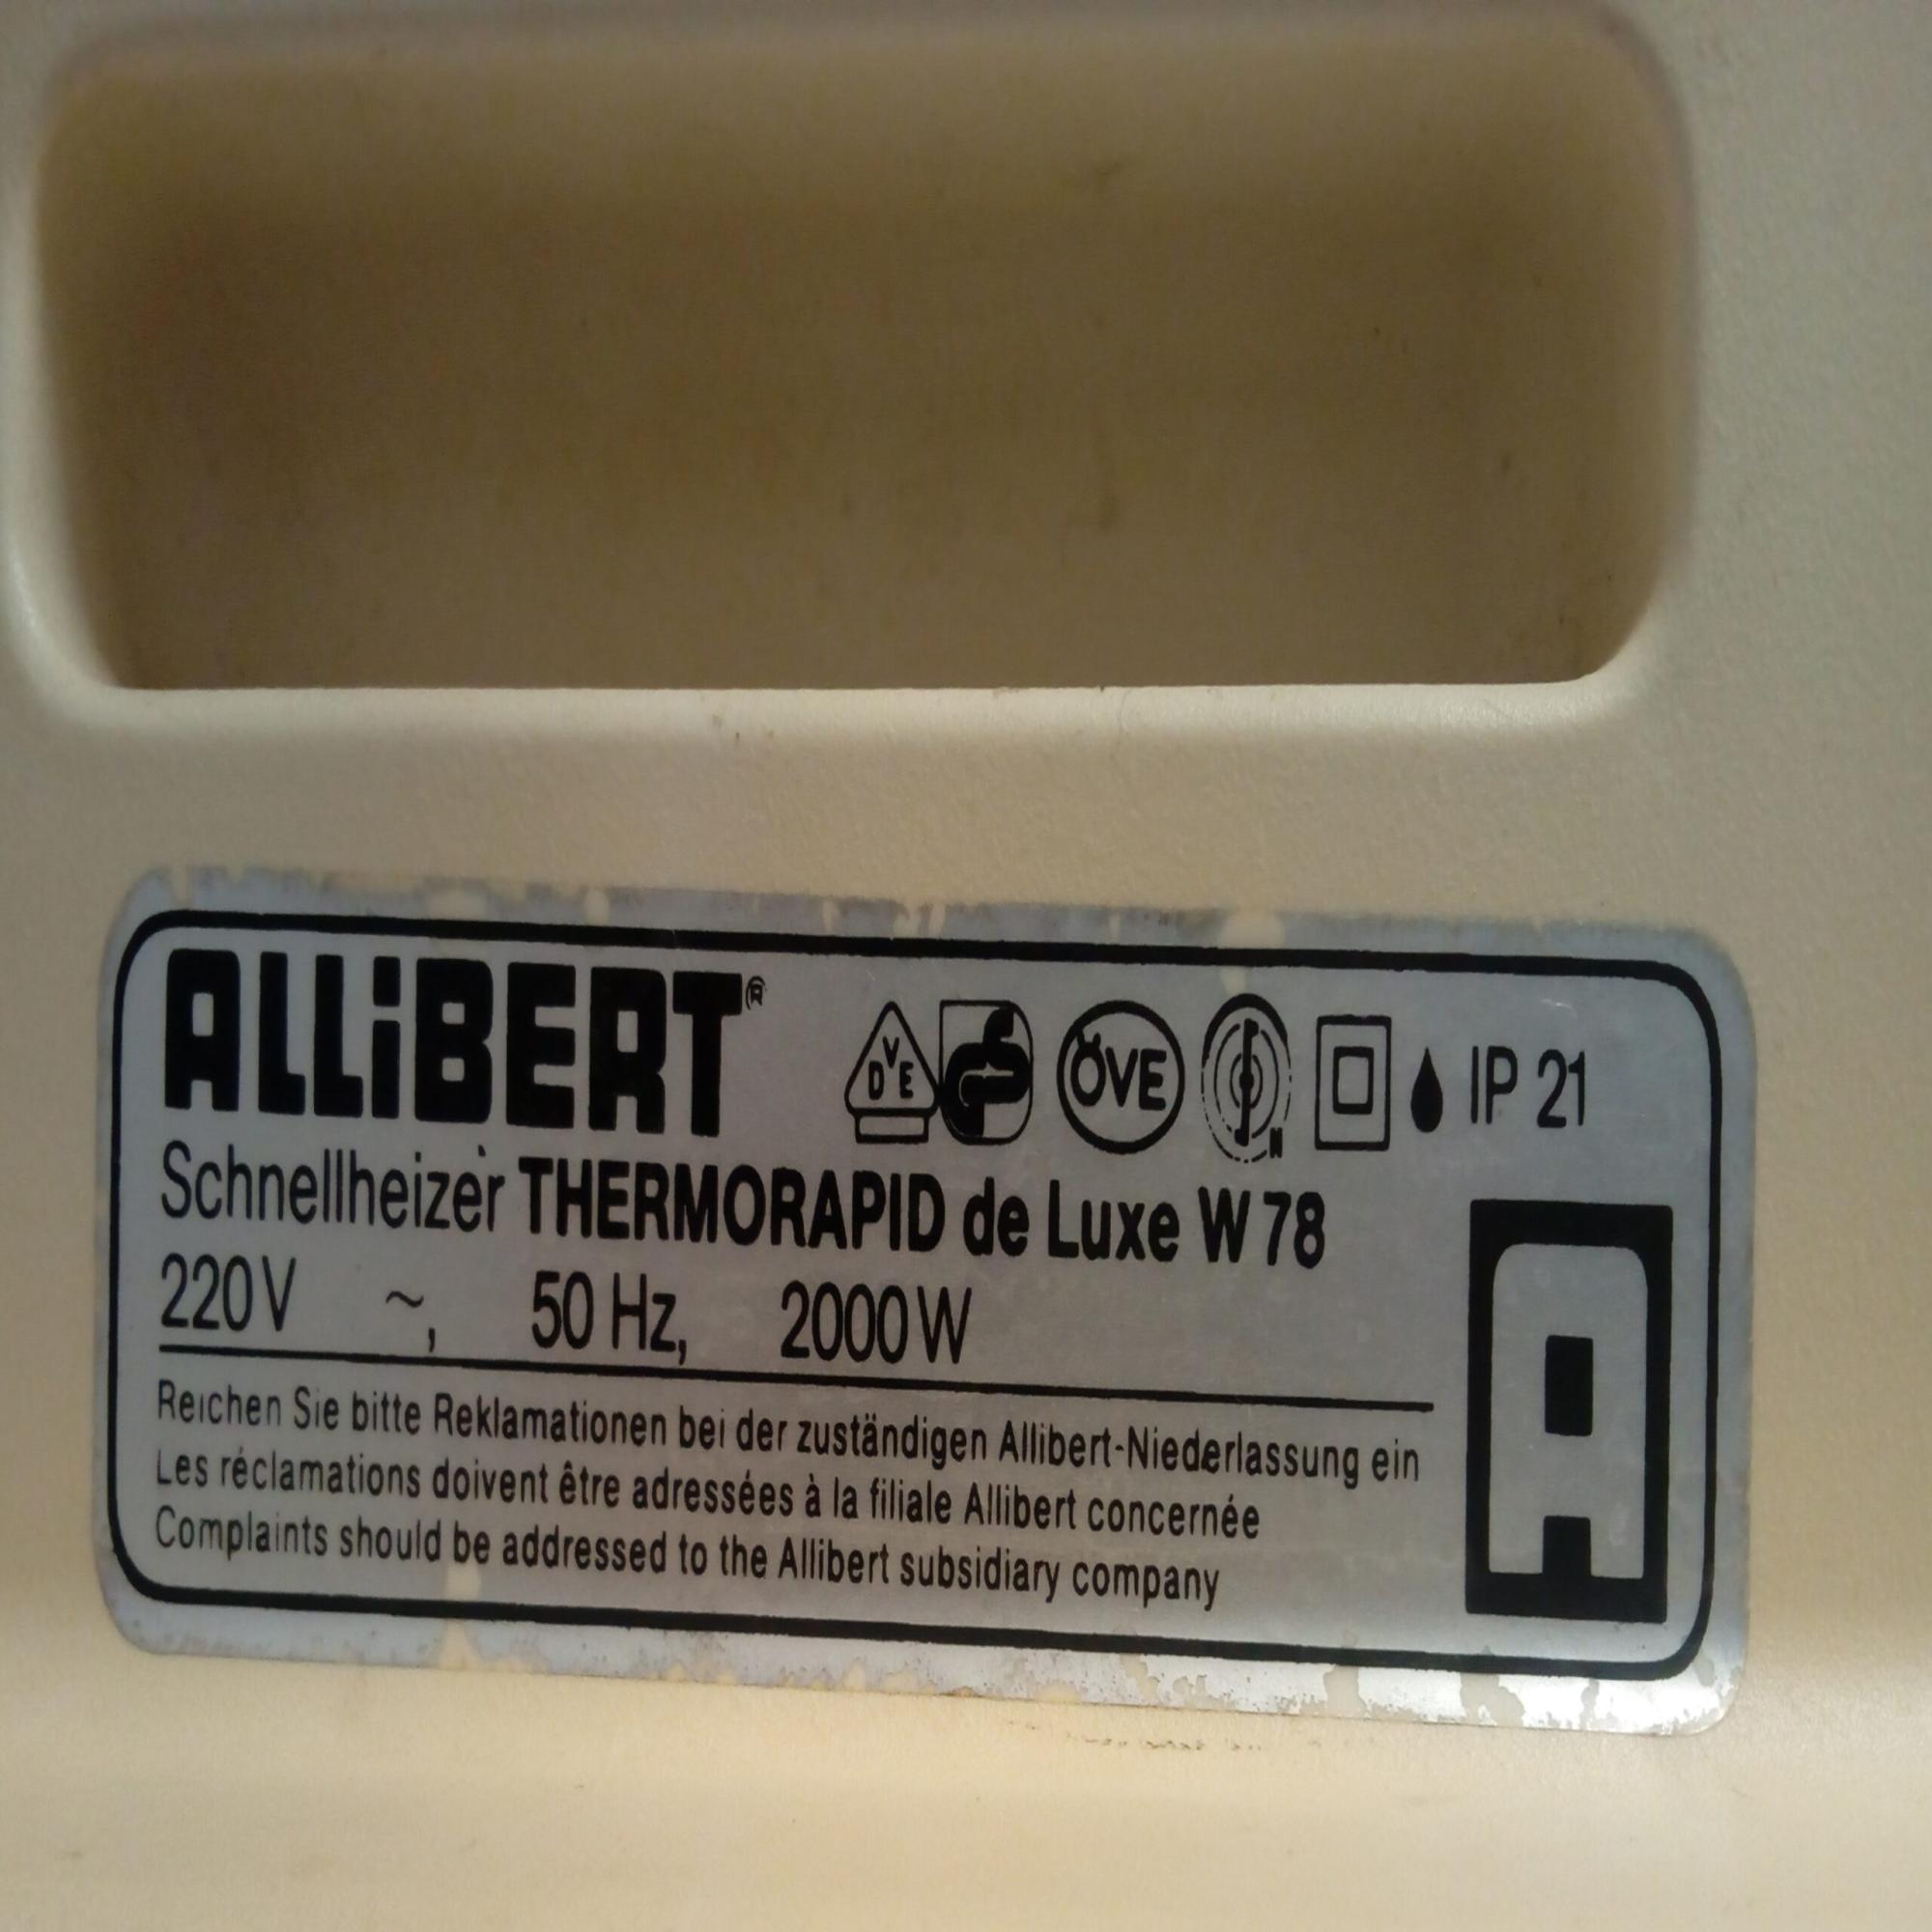 ALLiBERT®
DVE ÖVE N IP 21
Schnellheizer THERMORAPID de Luxe W 78
220 V ~, 50 Hz, 2000 W
Reichen Sie bitte Reklamationen bei der zuständigen Allibert-Niederlassung ein
Les réclamations doivent être adressées à la filiale Allibert concernée
Complaints should be addressed to the Allibert subsidiary company
A